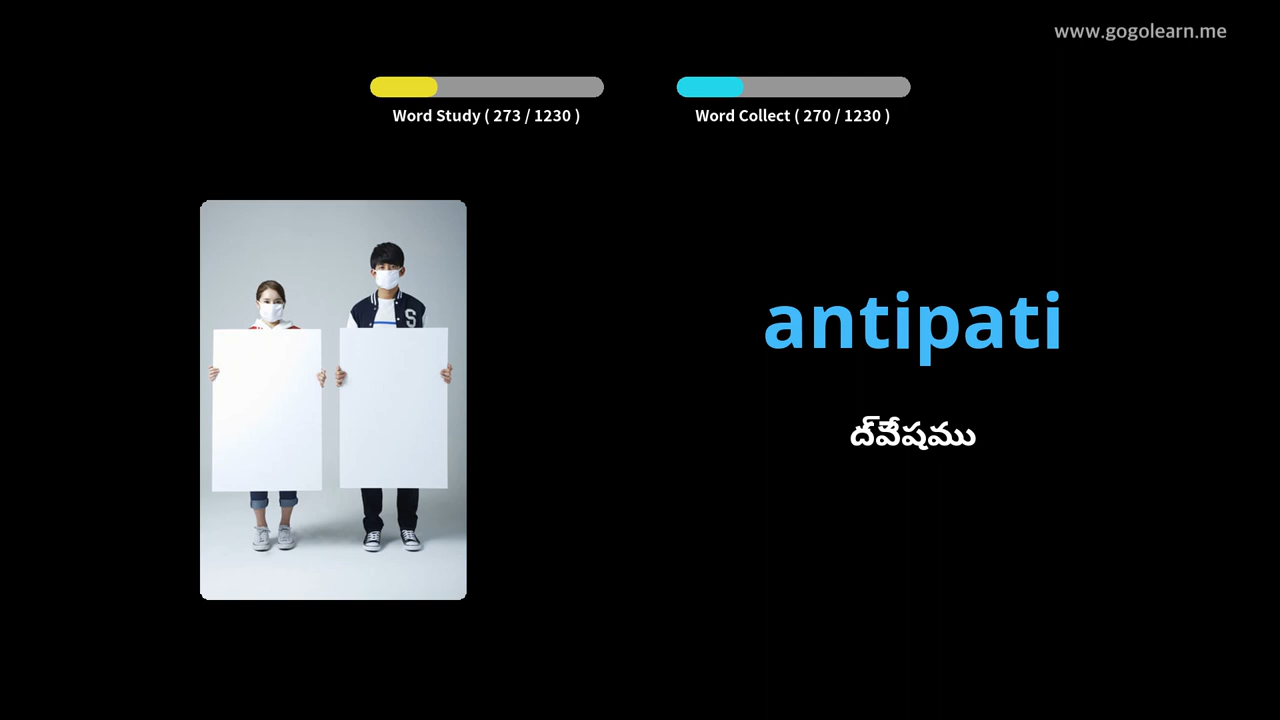 www.gogolearn.me
Word Study ( 273 / 1230 )
Word Collect ( 270 / 1230 )
S
antipati
ద్వేషము